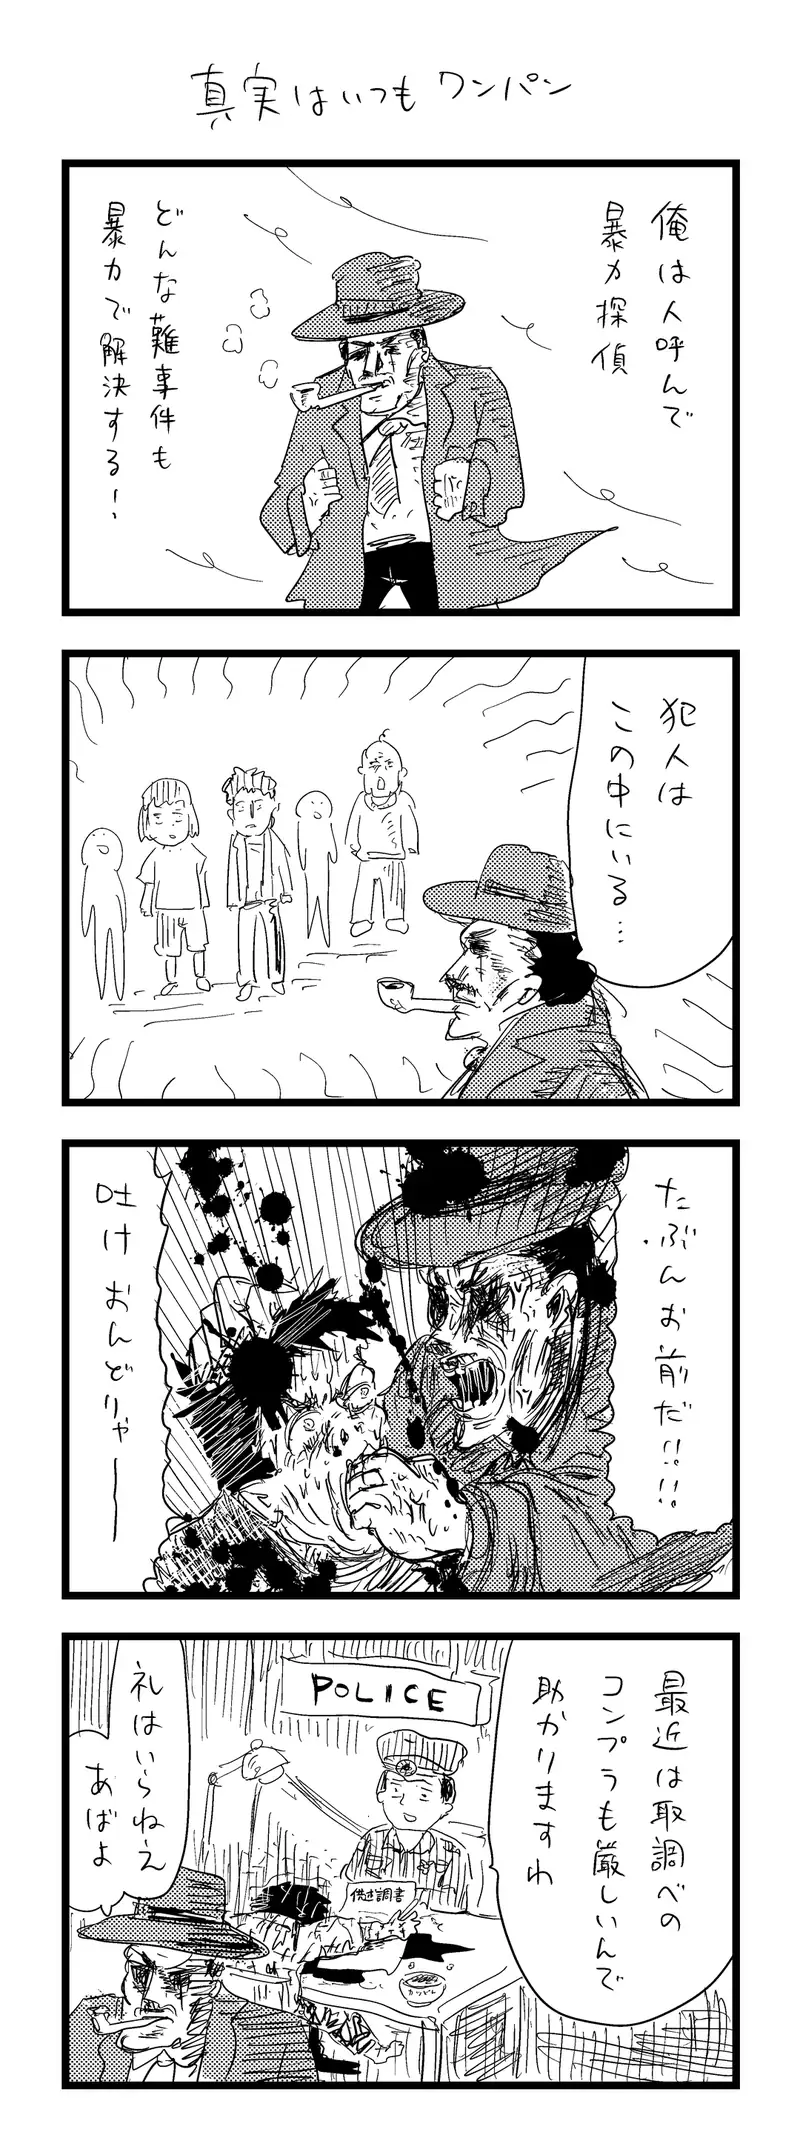 真実はいつもワンパン
俺は人呼んで
暴力探偵
どんな難事件も
暴力で解決する!
犯人は
この中にいる…
たぶんお前だ!!!!
吐けおんどりゃー
最近は取調べの
コンプラも厳しいんで
助かりますわ
POLICE
供述調書
カツどん
礼はいらねえ
あばよ